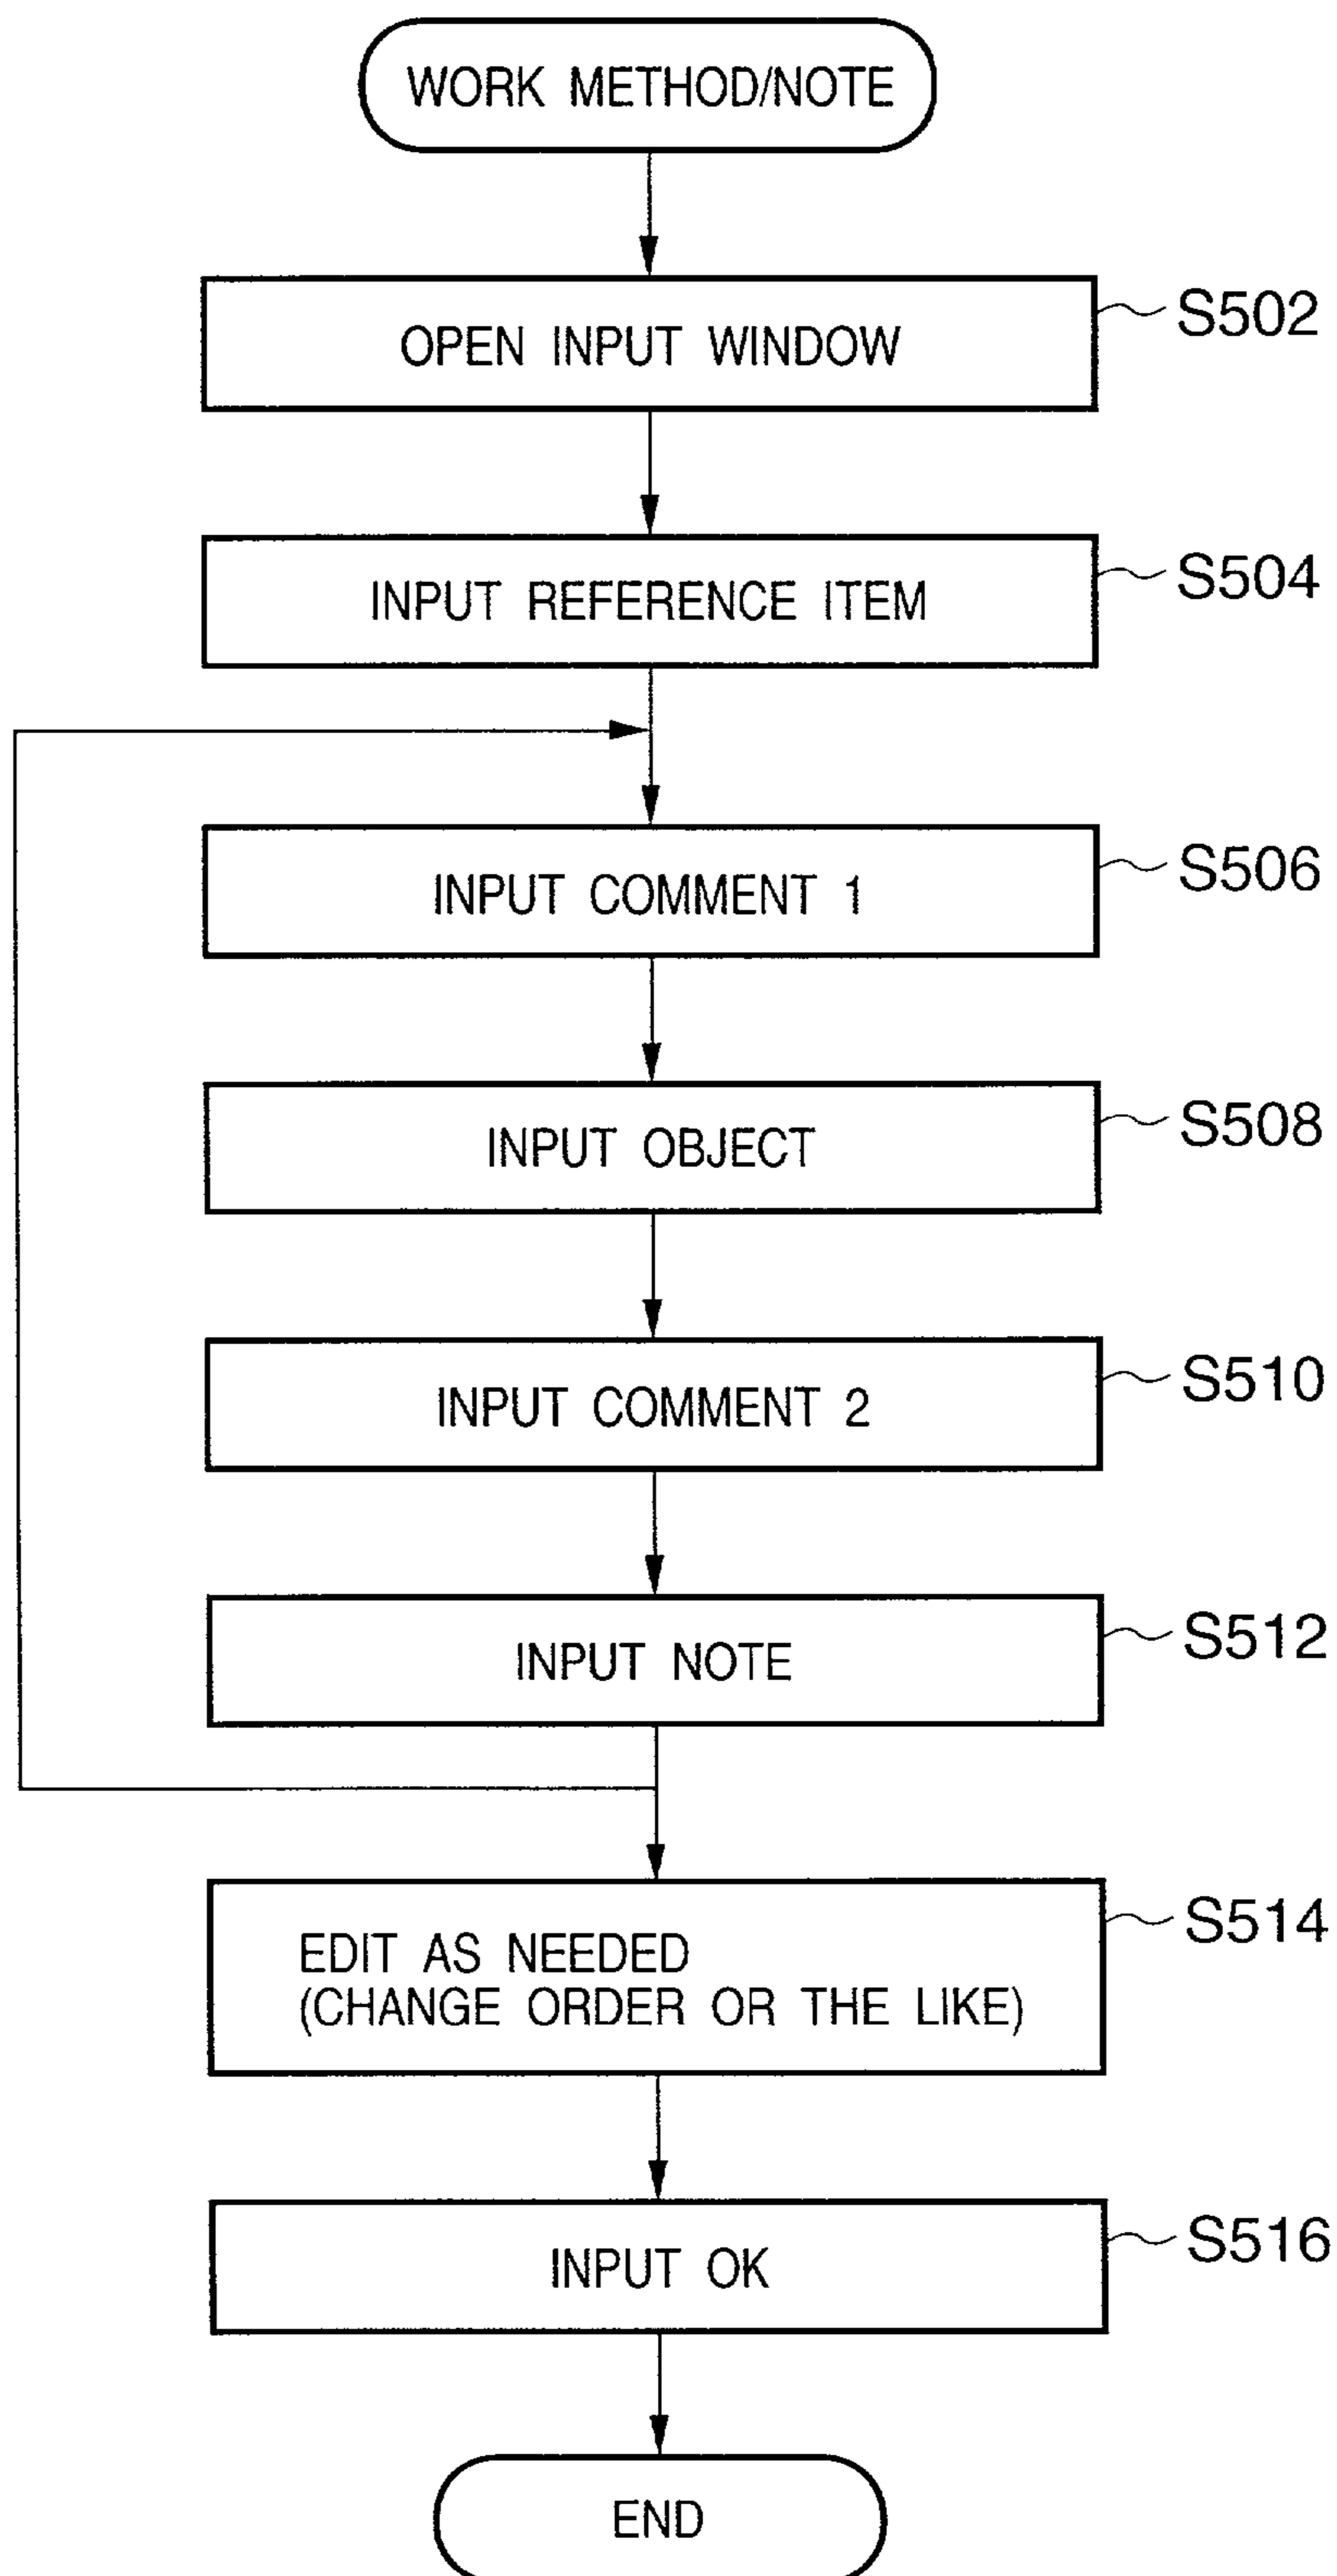 WORK METHOD/NOTE
OPEN INPUT WINDOW
S502
INPUT REFERENCE ITEM
S504
INPUT COMMENT 1
S506
INPUT OBJECT
S508
INPUT COMMENT 2
S510
INPUT NOTE
S512
EDIT AS NEEDED
(CHANGE ORDER OR THE LIKE)
S514
INPUT OK
S516
END